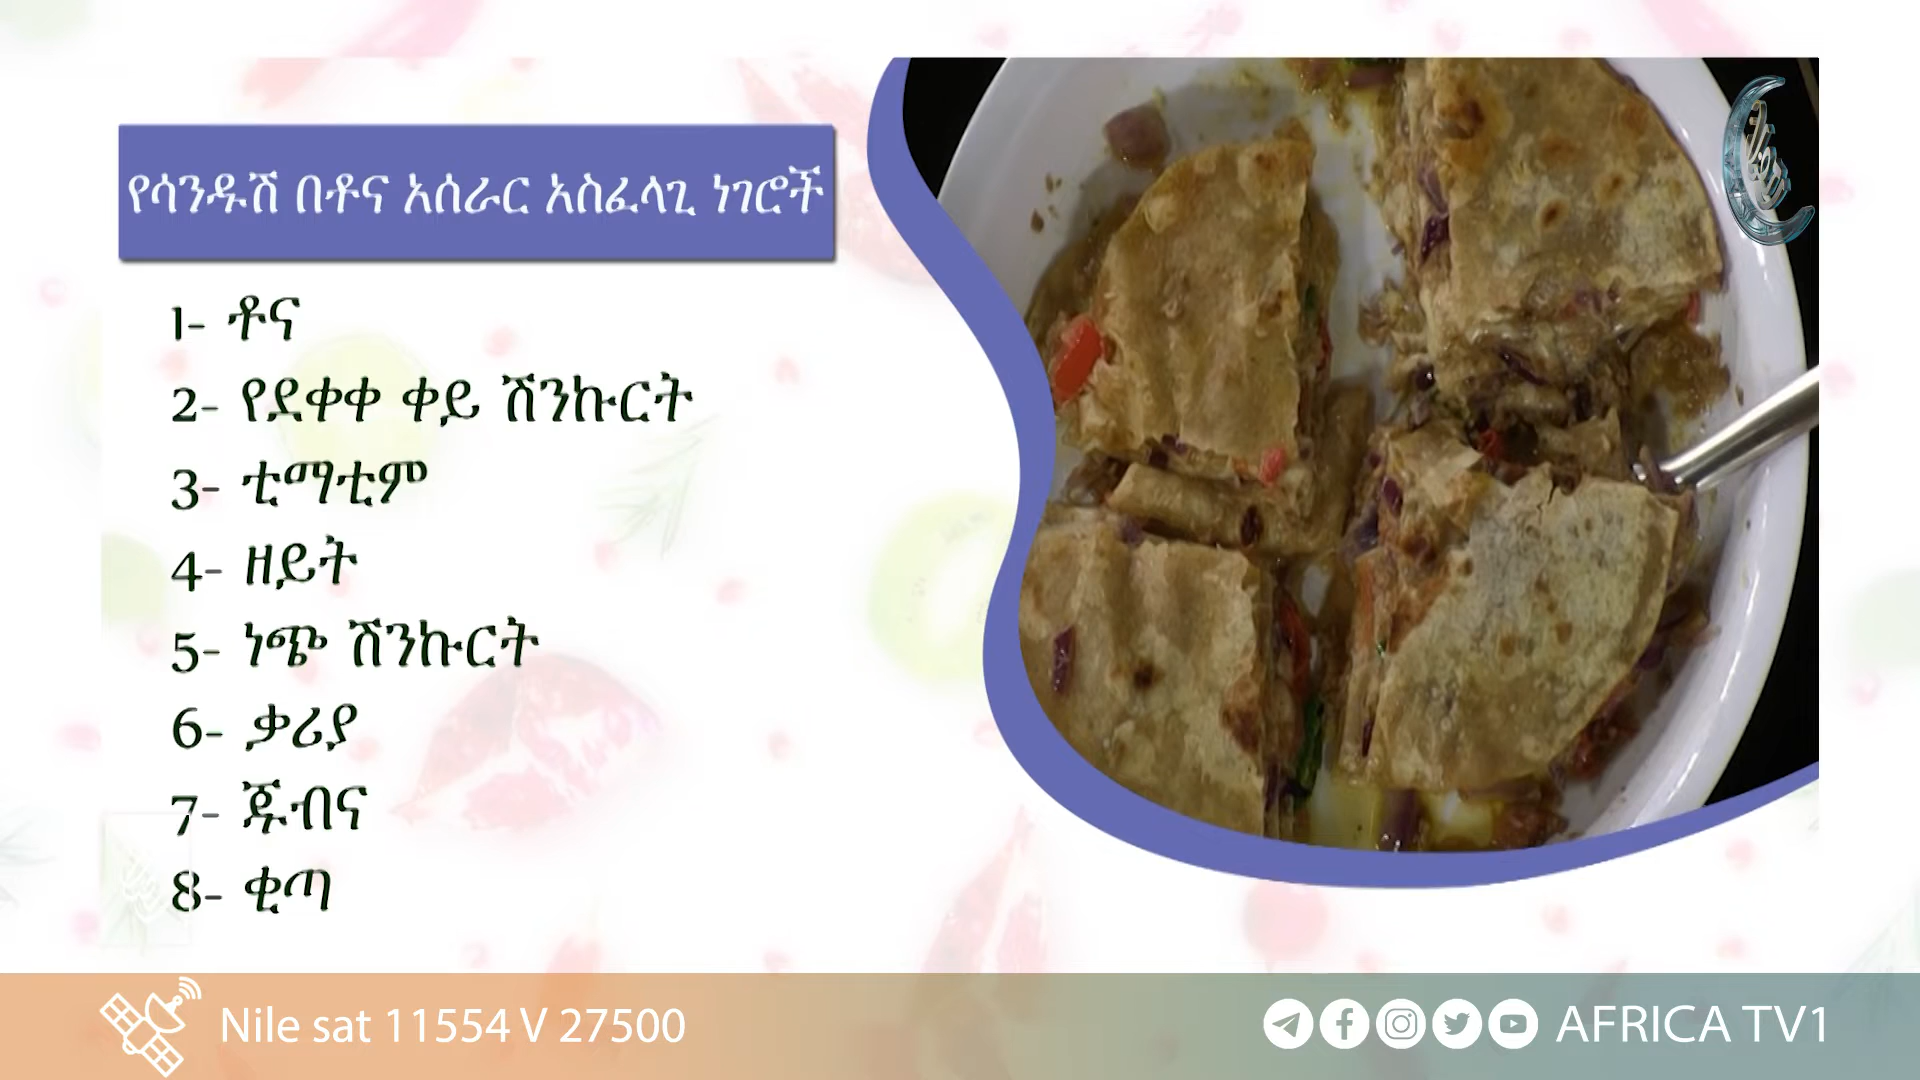 የሳንዱሽ በቶና አሰራር አስፈላጊ ነገሮች
1- ቶና
2- የደቀቀ ቀይ ሽንኩርት
3- ቲማቲም
4- ዘይት
5- ነጭ ሽንኩርት
6- ቃሪያ
7- ጁብና
8- ቂጣ
Nile sat 11554 V 27500
AFRICA TV1